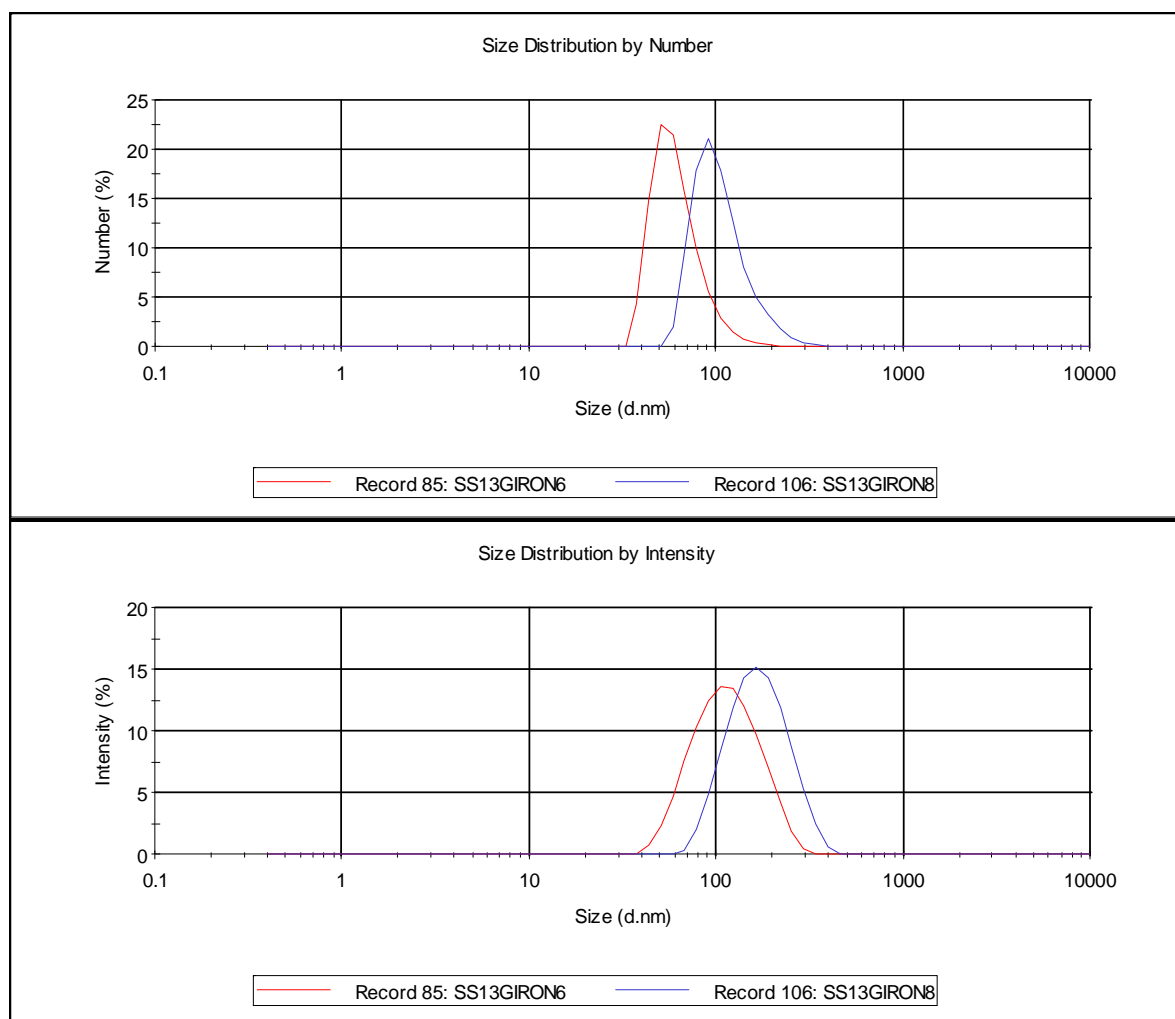 Size Distribution by Number
25
20
15
10
5
0
Number (%)
0.1 1 10 100 1000 10000
Size (d.nm)
Record 85: SS13GIRON6 Record 106: SS13GIRON8
Size Distribution by Intensity
20
15
10
5
0
Intensity (%)
0.1 1 10 100 1000 10000
Size (d.nm)
Record 85: SS13GIRON6 Record 106: SS13GIRON8